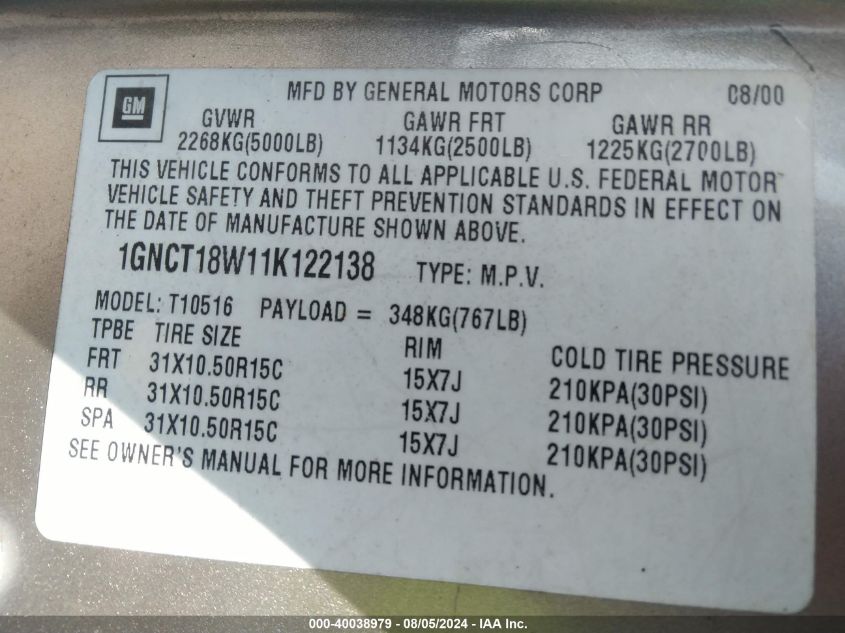 GM
MFD BY GENERAL MOTORS CORP 08/00
GVWR GAWR FRT GAWR RR
2268KG(5000LB) 1134KG(2500LB) 1225KG(2700LB)
THIS VEHICLE CONFORMS TO ALL APPLICABLE U.S. FEDERAL MOTOR
VEHICLE SAFETY AND THEFT PREVENTION STANDARDS IN EFFECT ON
THE DATE OF MANUFACTURE SHOWN ABOVE.
1GNCT18W11K122138 TYPE: M.P.V.
MODEL: T10516 PAYLOAD = 348KG(767LB)
TPBE TIRE SIZE RIM COLD TIRE PRESSURE
FRT 31X10.50R15C 15X7J 210KPA(30PSI)
RR 31X10.50R15C 15X7J 210KPA(30PSI)
SPA 31X10.50R15C 15X7J 210KPA(30PSI)
SEE OWNER'S MANUAL FOR MORE INFORMATION.
000-40038979 - 08/05/2024 - IAA Inc.